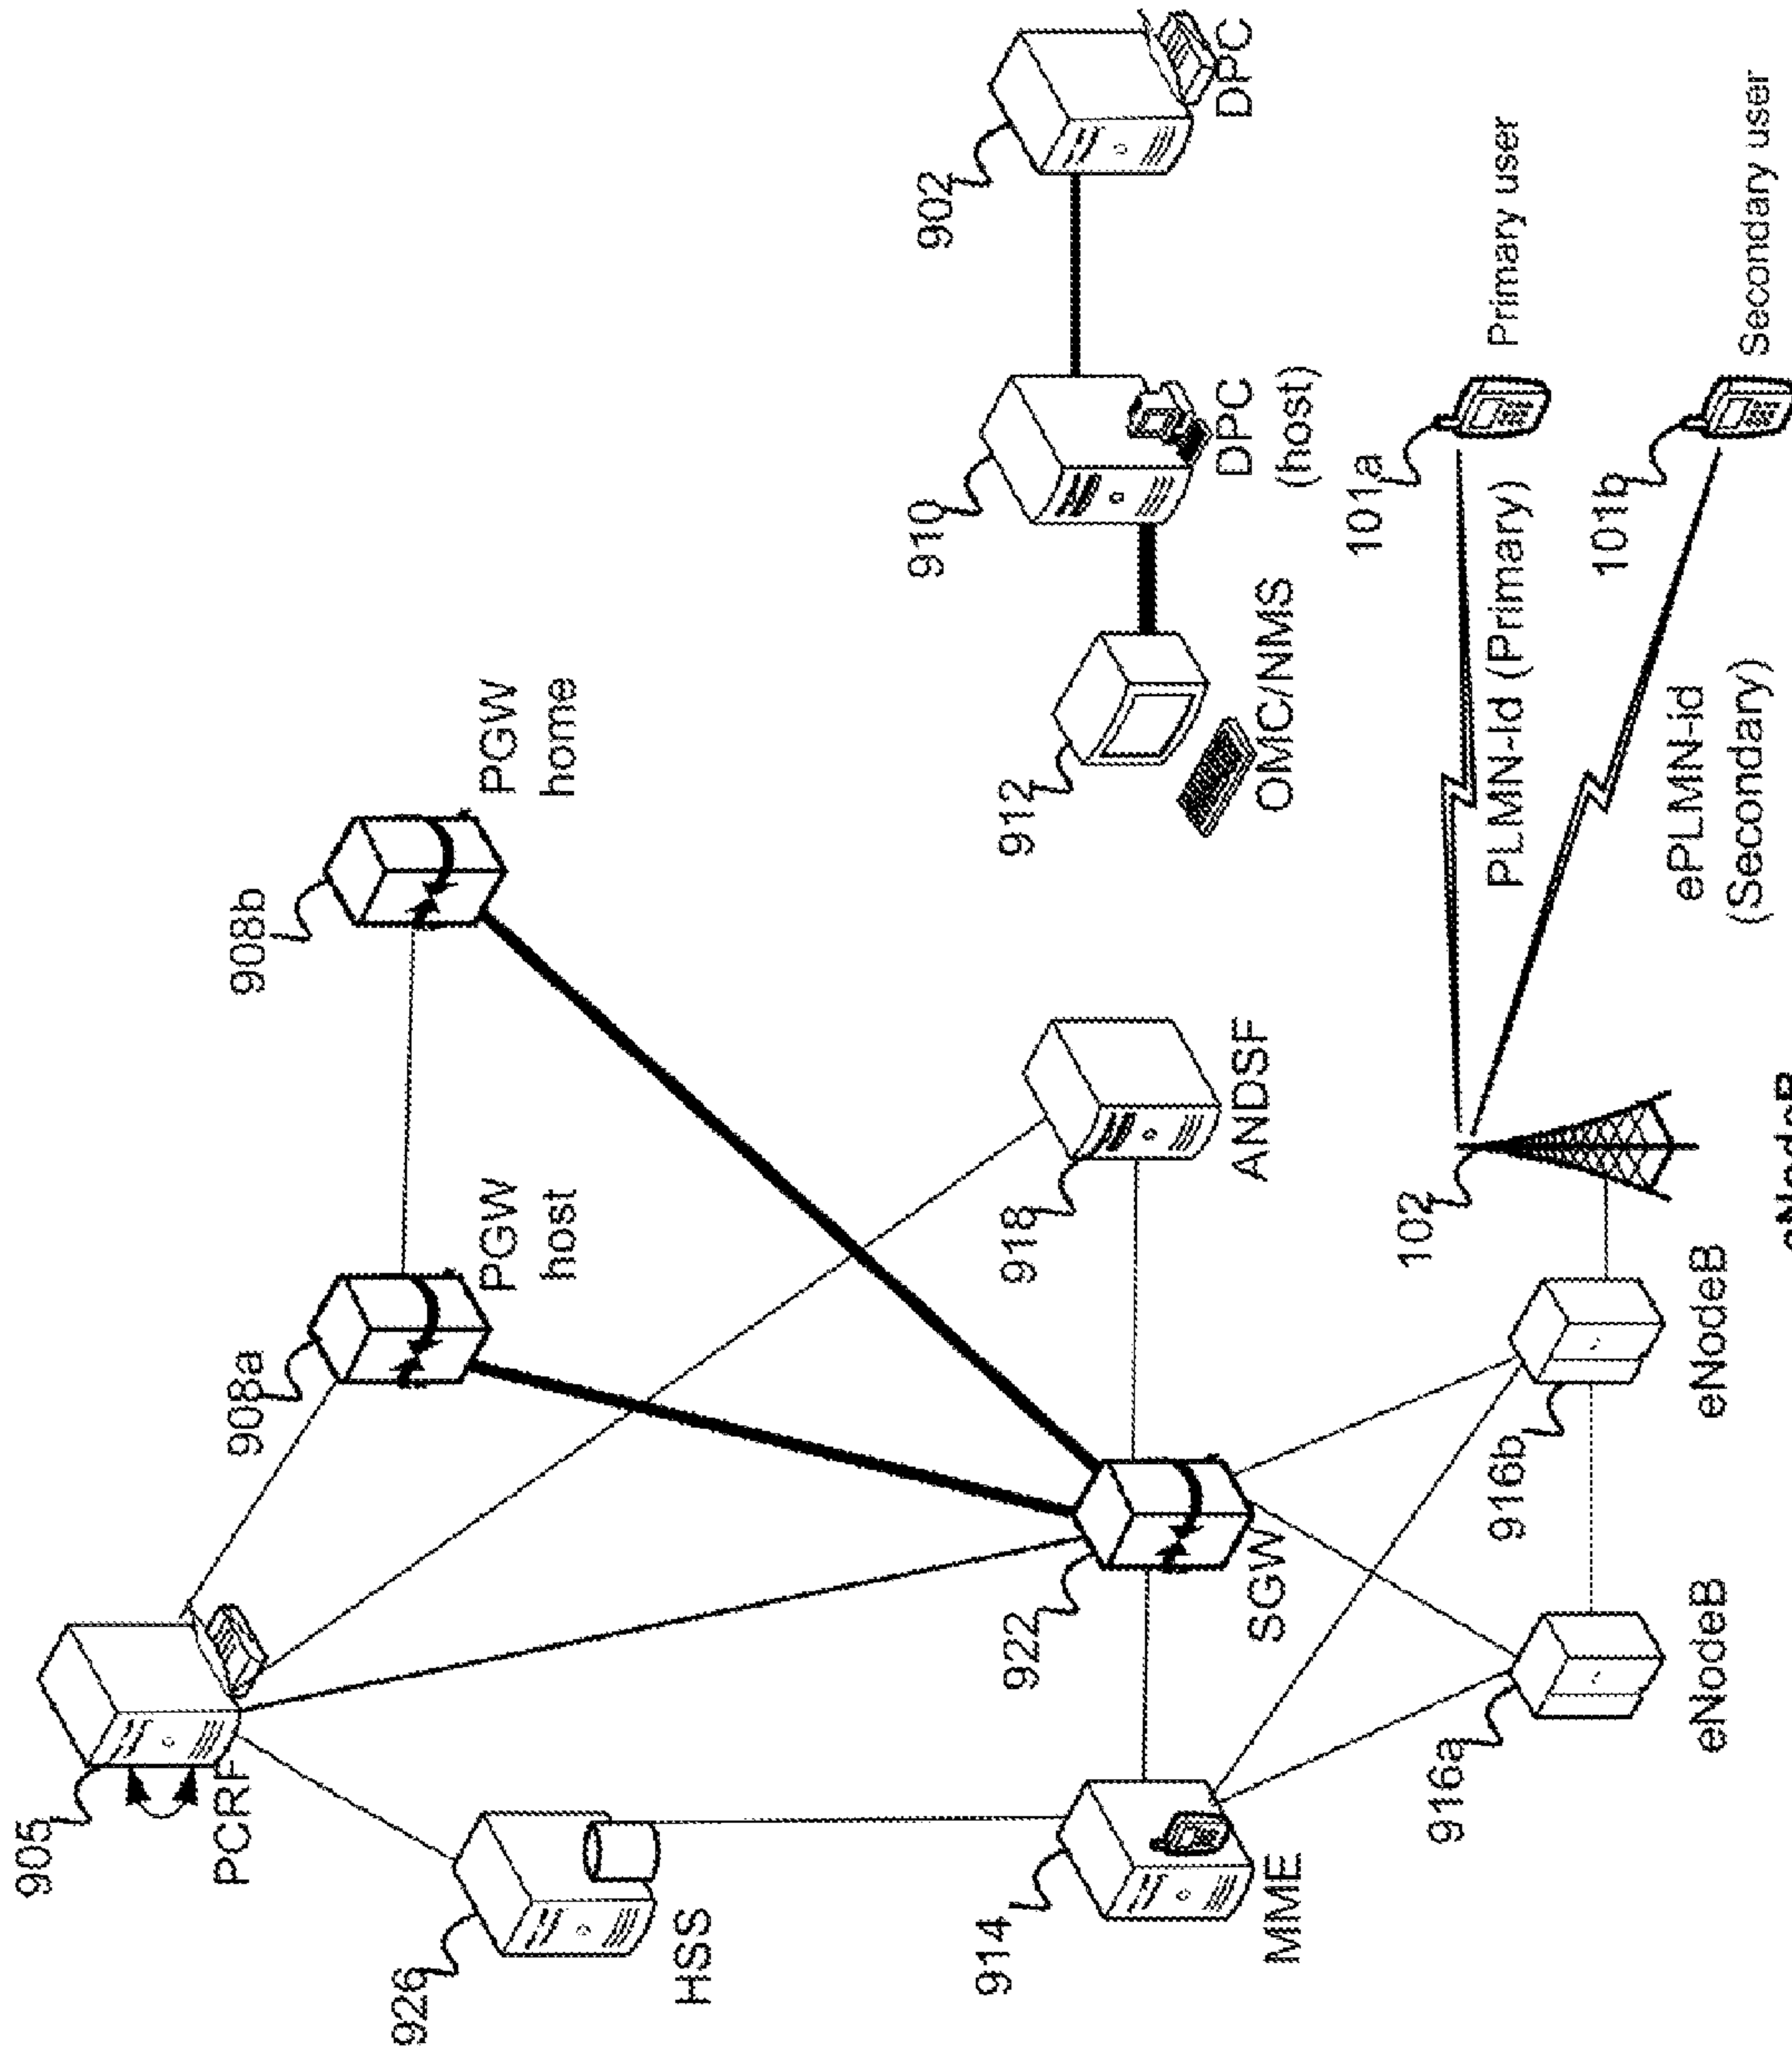 905
PCRF
908a
PGW
host
908b
PGW
home
926
HSS
914
MME
922
SGW
918
ANDSF
912
OMC/NMS
910
DPC
(host)
902
DPC
916a
eNodeB
916b
eNodeB
102
eNodeB
PLMN-id (Primary)
ePLMN-id
(Secondary)
101a
Primary user
101b
Secondary user